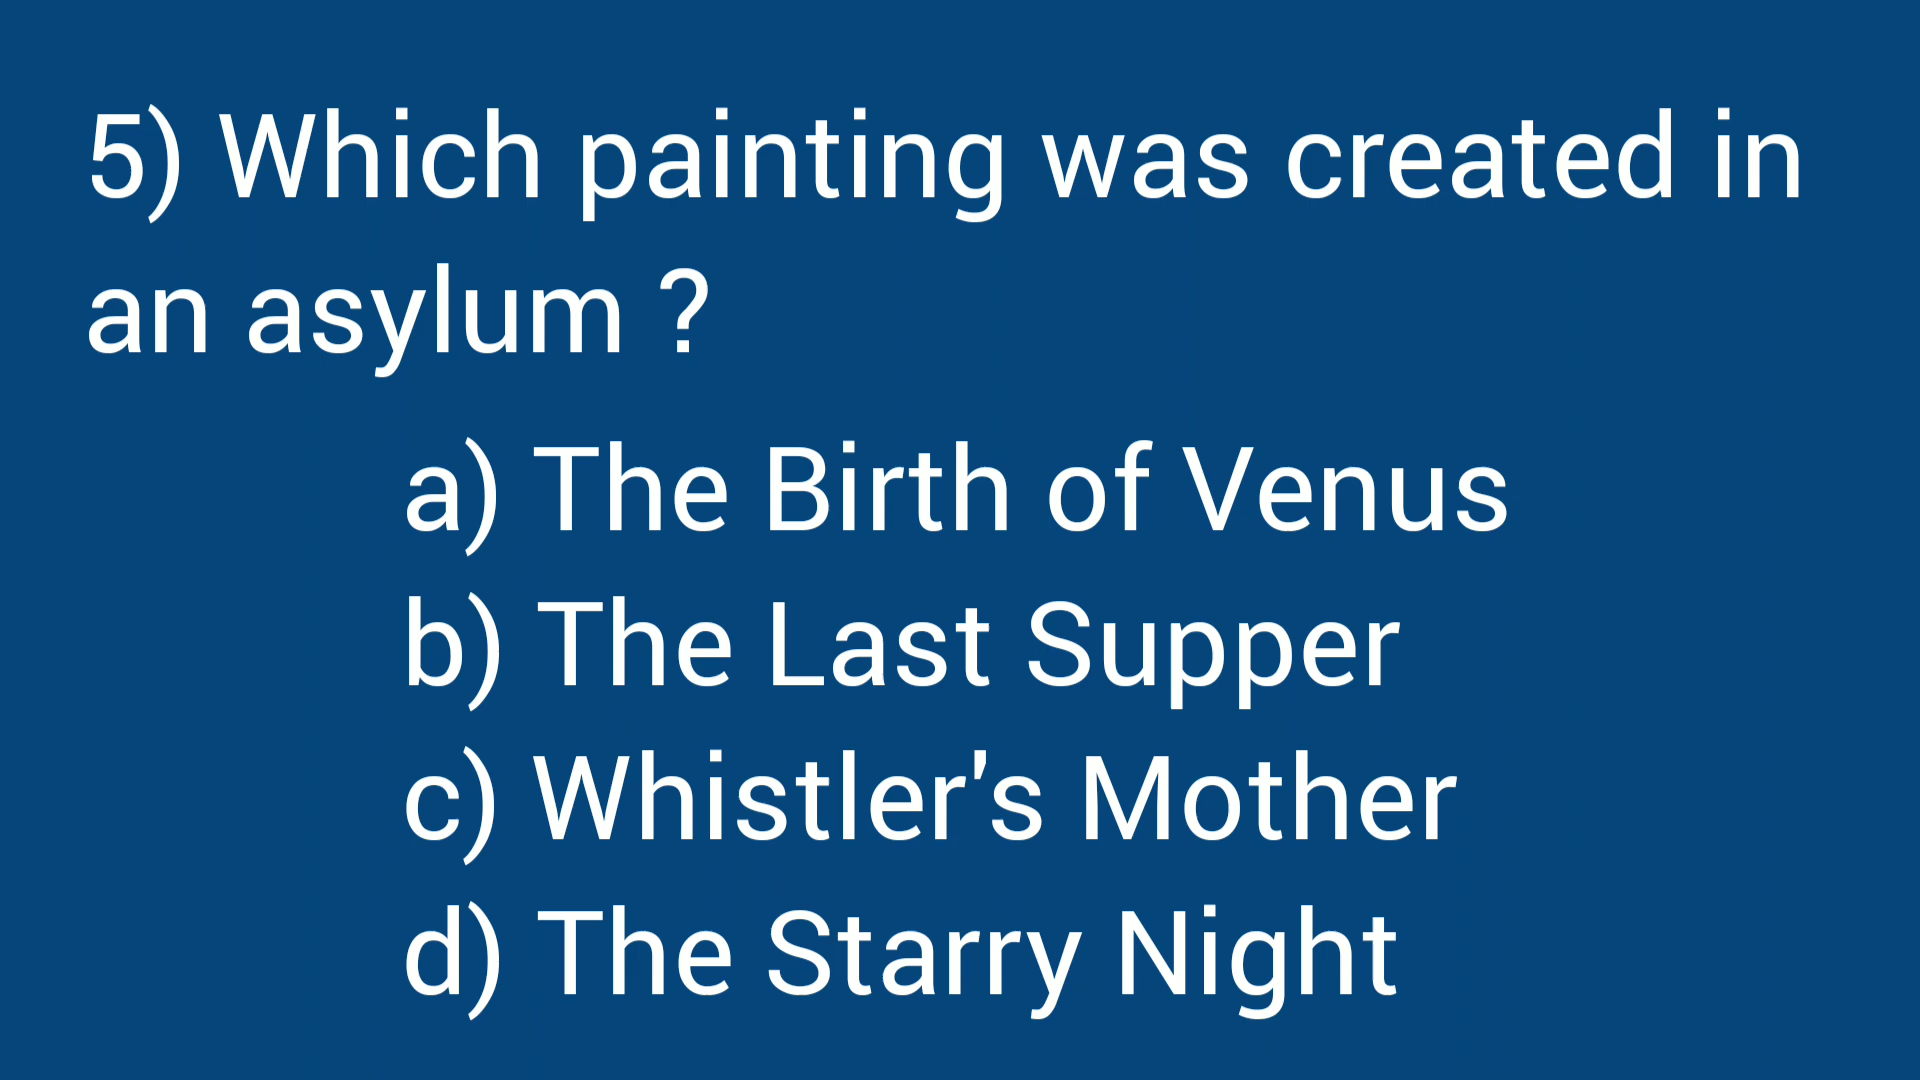 5) Which painting was created in
an asylum ?
a) The Birth of Venus
b) The Last Supper
c) Whistler's Mother
d) The Starry Night